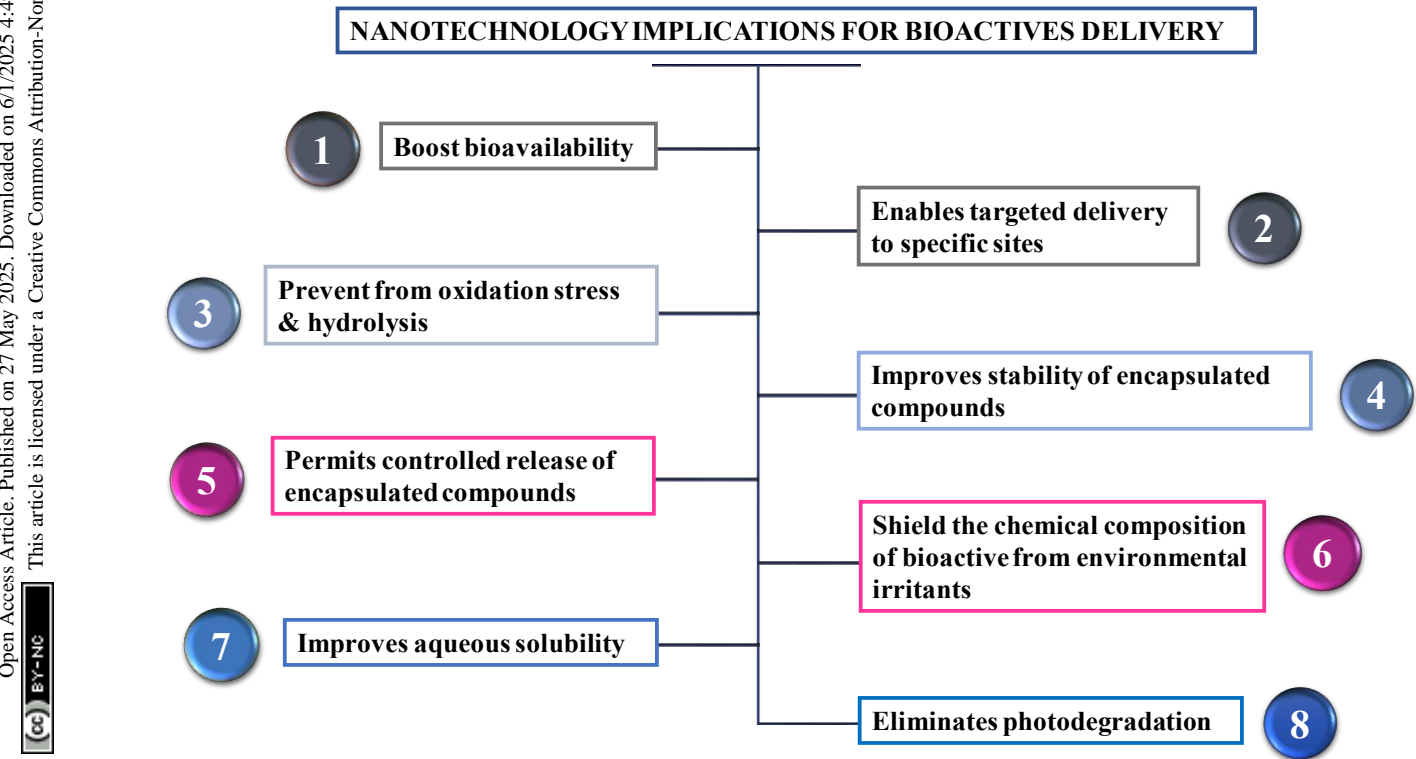 Open Access Article. Published on 27 May 2025. Downloaded on 6/1/2025 4:4
This article is licensed under a Creative Commons Attribution-
(cc) BY-NC
NANOTECHNOLOGY IMPLICATIONS FOR BIOACTIVES DELIVERY
1
Boost bioavailability
Enables targeted delivery
to specific sites
2
3
Prevent from oxidation stress
& hydrolysis
Improves stability of encapsulated
compounds
4
5
Permits controlled release of
encapsulated compounds
Shield the chemical composition
of bioactive from environmental
irritants
6
7
Improves aqueous solubility
Eliminates photodegradation
8